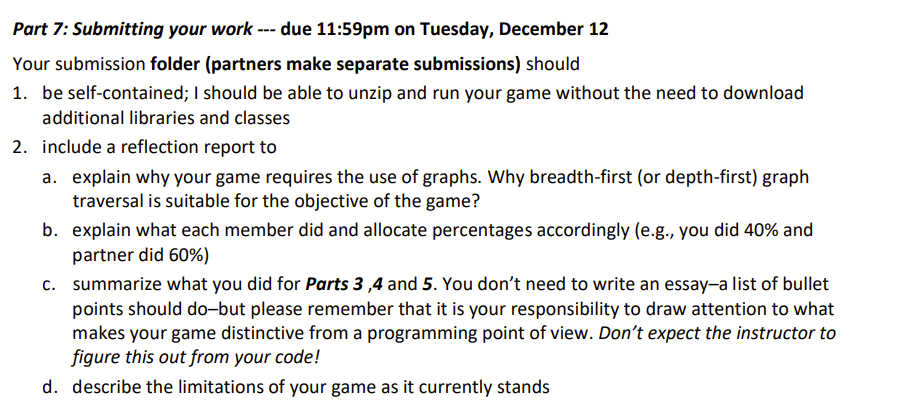 Part 7: Submitting your work --- due 11:59pm on Tuesday, December 12
Your submission folder (partners make separate submissions) should
1. be self-contained; I should be able to unzip and run your game without the need to download
additional libraries and classes
2. include a reflection report to
a. explain why your game requires the use of graphs. Why breadth-first (or depth-first) graph
traversal is suitable for the objective of the game?
b. explain what each member did and allocate percentages accordingly (e.g., you did 40% and
partner did 60%)
c. summarize what you did for Parts 3 ,4 and 5. You don’t need to write an essay–a list of bullet
points should do–but please remember that it is your responsibility to draw attention to what
makes your game distinctive from a programming point of view. Don’t expect the instructor to
figure this out from your code!
d. describe the limitations of your game as it currently stands